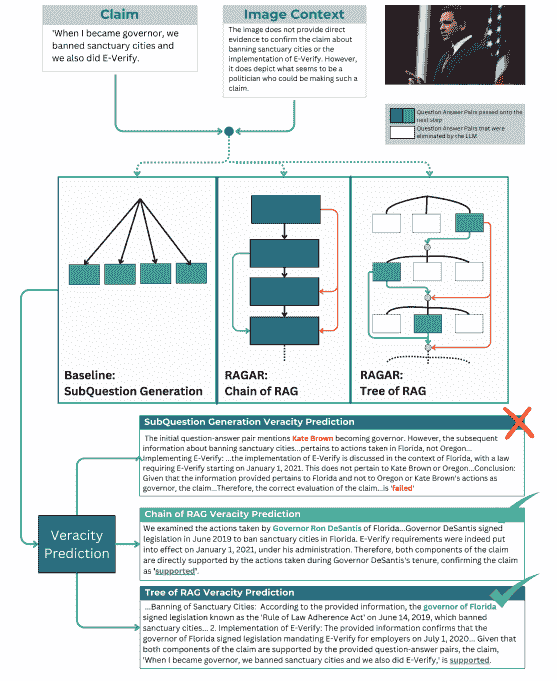 Claim
'When I became governor, we
banned sanctuary cities and
we also did E-Verify.
Image Context
The image does not provide direct
evidence to confirm the claim about
banning sanctuary cities or the
implementation of E-Verify. However,
it does depict what seems to be a
politician who could be making such a
claim.
Question Answer Pairs passed onto the
next step
Question Answer Pairs that were
eliminated by the LLM
Baseline:
SubQuestion Generation
RAGAR:
Chain of RAG
RAGAR:
Tree of RAG
Veracity
Prediction
SubQuestion Generation Veracity Prediction
The initial question-answer pair mentions Kate Brown becoming governor. However, the subsequent
information about banning sanctuary cities...pertains to actions taken in Florida, not Oregon...
Implementing E-Verify: ...the implementation of E-Verify is discussed in the context of Florida, with a law
requiring E-Verify starting on January 1, 2021. This does not pertain to Kate Brown or Oregon...Conclusion:
Given that the information provided pertains to Florida and not to Oregon or Kate Brown's actions as
governor, the claim...Therefore, the correct evaluation of the claim...is 'failed'
Chain of RAG Veracity Prediction
We examined the actions taken by Governor Ron DeSantis of Florida...Governor DeSantis signed
legislation in June 2019 to ban sanctuary cities in Florida. E-Verify requirements were indeed put
into effect on January 1, 2021, under his administration. Therefore, both components of the claim
are directly supported by the actions taken during Governor DeSantis's tenure, confirming the claim
as 'supported'.
Tree of RAG Veracity Prediction
...Banning of Sanctuary Cities: According to the provided information, the governor of Florida
signed legislation known as the 'Rule of Law Adherence Act' on June 14, 2019, which banned
sanctuary cities... 2. Implementation of E-Verify: The provided information confirms that the
governor of Florida signed legislation mandating E-Verify for employers on July 1, 2020... Given that
both components of the claim are supported by the provided question-answer pairs, the claim,
'When I became governor, we banned sanctuary cities and we also did E-Verify,' is supported.